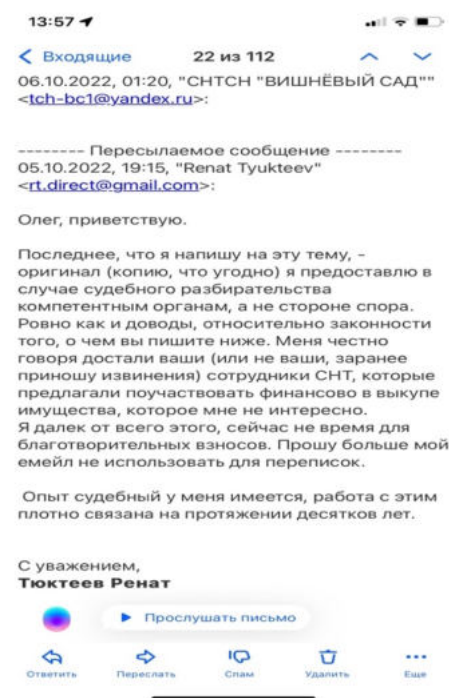 13:57
Входящие 22 из 112
06.10.2022, 01:20, "СНТСН "ВИШНЁВЫЙ САД""
<tch-bc1@yandex.ru>:
-------- Пересылаемое сообщение --------
05.10.2022, 19:15, "Renat Tyukteev"
<rt.direct@gmail.com>:
Олег, приветствую.
Последнее, что я напишу на эту тему, -
оригинал (копию, что угодно) я предоставлю в
случае судебного разбирательства
компетентным органам, а не стороне спора.
Ровно как и доводы, относительно законности
того, о чем вы пишите ниже. Меня честно
говоря достали ваши (или не ваши, заранее
приношу извинения) сотрудники СНТ, которые
предлагали поучаствовать финансово в выкупе
имущества, которое мне не интересно.
Я далек от всего этого, сейчас не время для
благотворительных взносов. Прошу больше мой
емейл не использовать для переписок.
Опыт судебный у меня имеется, работа с этим
плотно связана на протяжении десятков лет.
С уважением,
Тюктеев Ренат
Прослушать письмо
Ответить Переслать Спам Удалить Еще